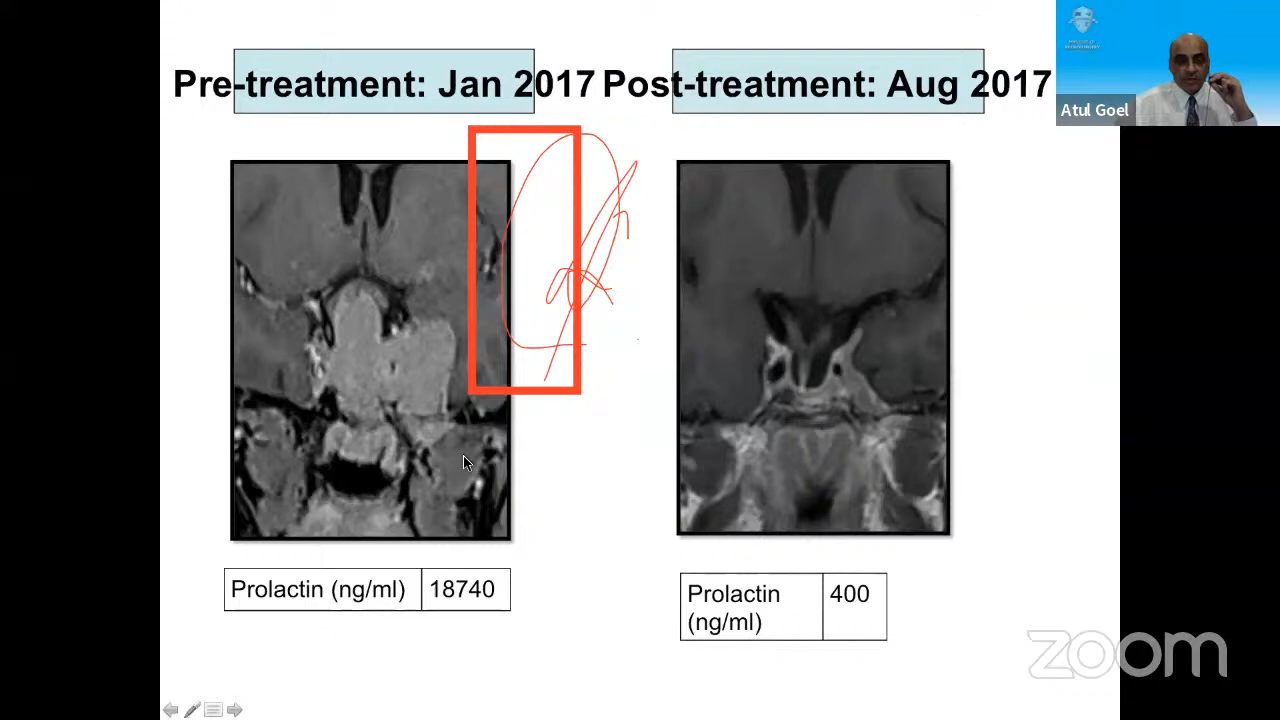 Pre-treatment: Jan 2017
Post-treatment: Aug 2017
Atul Goel
Prolactin (ng/ml)
18740
Prolactin
(ng/ml)
400
zoom